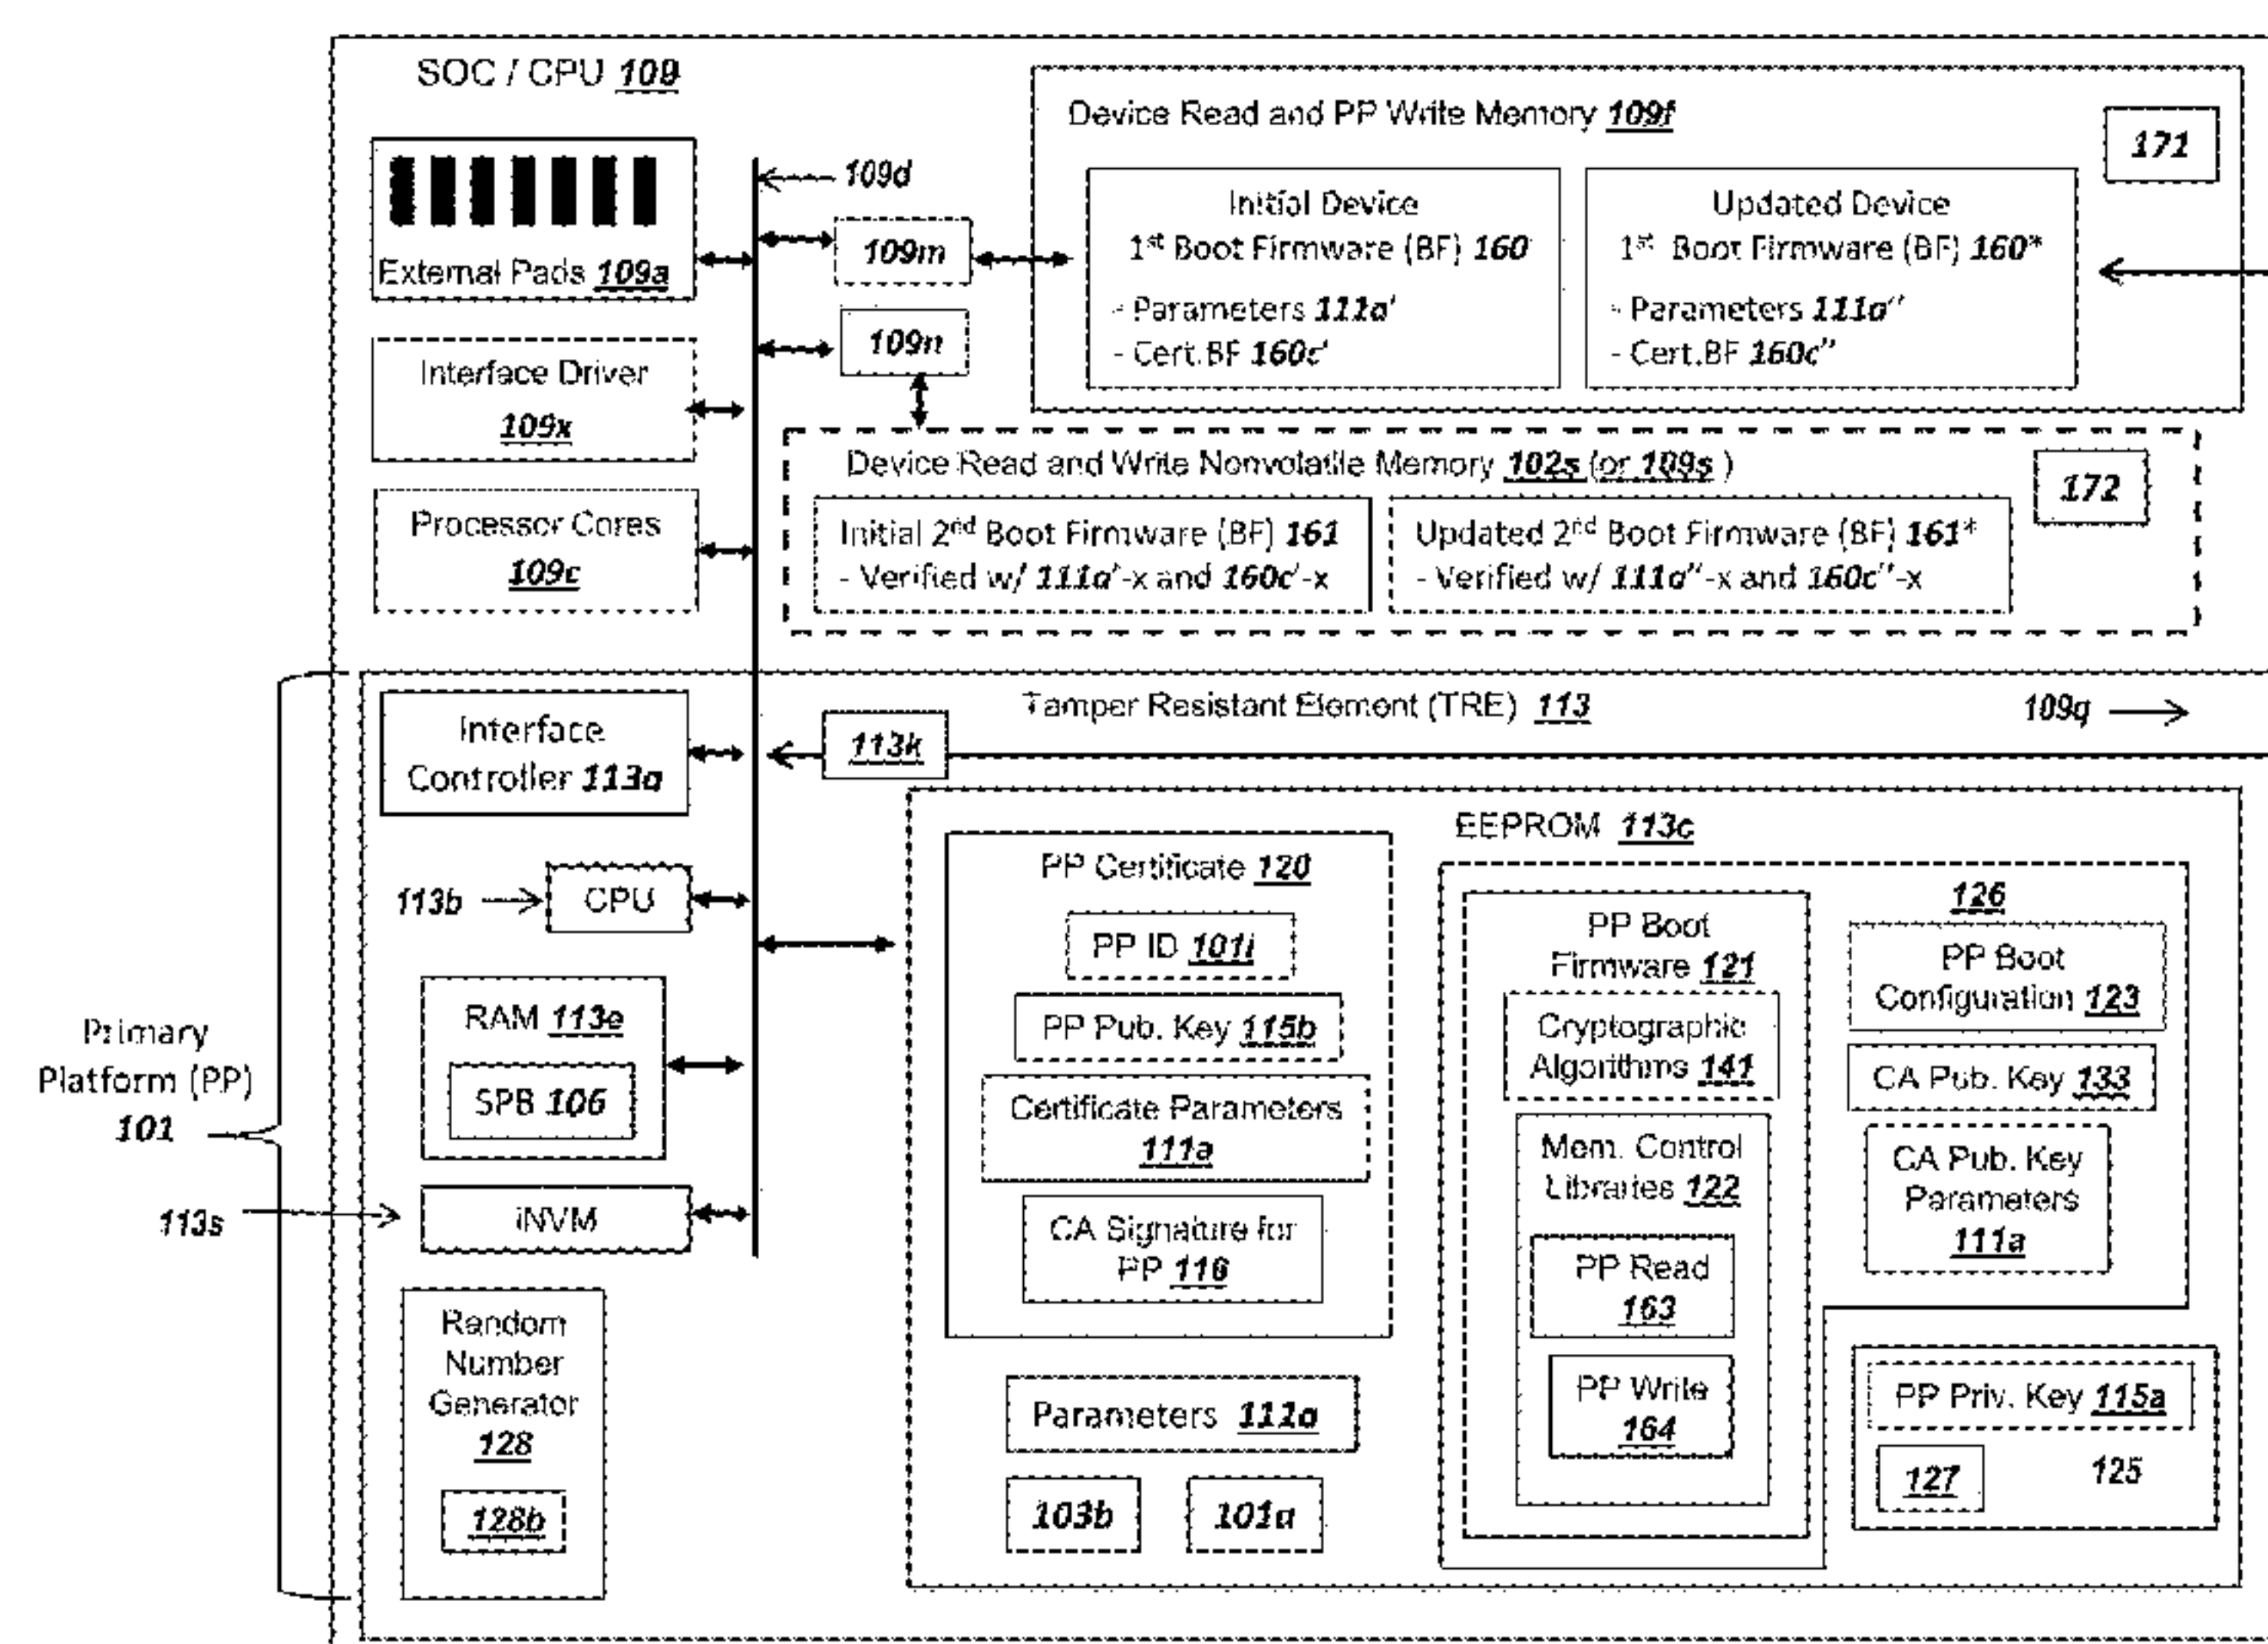 SOC / CPU 109
External Pads 109a
Interface Driver
109x
Processor Cores
109c
109d
109m
109n
Device Read and PP Write Memory 109f
171
Initial Device
1st Boot Firmware (BF) 160
- Parameters 111a'
- Cert.BF 160c'
Updated Device
1st Boot Firmware (BF) 160*
- Parameters 111a''
- Cert.BF 160c''
Device Read and Write Nonvolatile Memory 102s (or 109s )
172
Initial 2nd Boot Firmware (BF) 161
- Verified w/ 111a'-x and 160c'-x
Updated 2nd Boot Firmware (BF) 161*
- Verified w/ 111a''-x and 160c''-x
Primary
Platform (PP)
101
Tamper Resistant Element (TRE) 113
109q
Interface
Controller 113a
113k
113b
CPU
RAM 113e
SPB 106
113s
iNVM
Random
Number
Generator
128
128b
EEPROM 113c
PP Certificate 120
PP ID 101i
PP Pub. Key 115b
Certificate Parameters
111a
CA Signature for
PP 116
Parameters 111a
103b
101a
126
PP Boot
Firmware 121
Cryptographic
Algorithms 141
Mem. Control
Libraries 122
PP Read
163
PP Write
164
PP Boot
Configuration 123
CA Pub. Key 133
CA Pub. Key
Parameters
111a
PP Priv. Key 115a
127
125